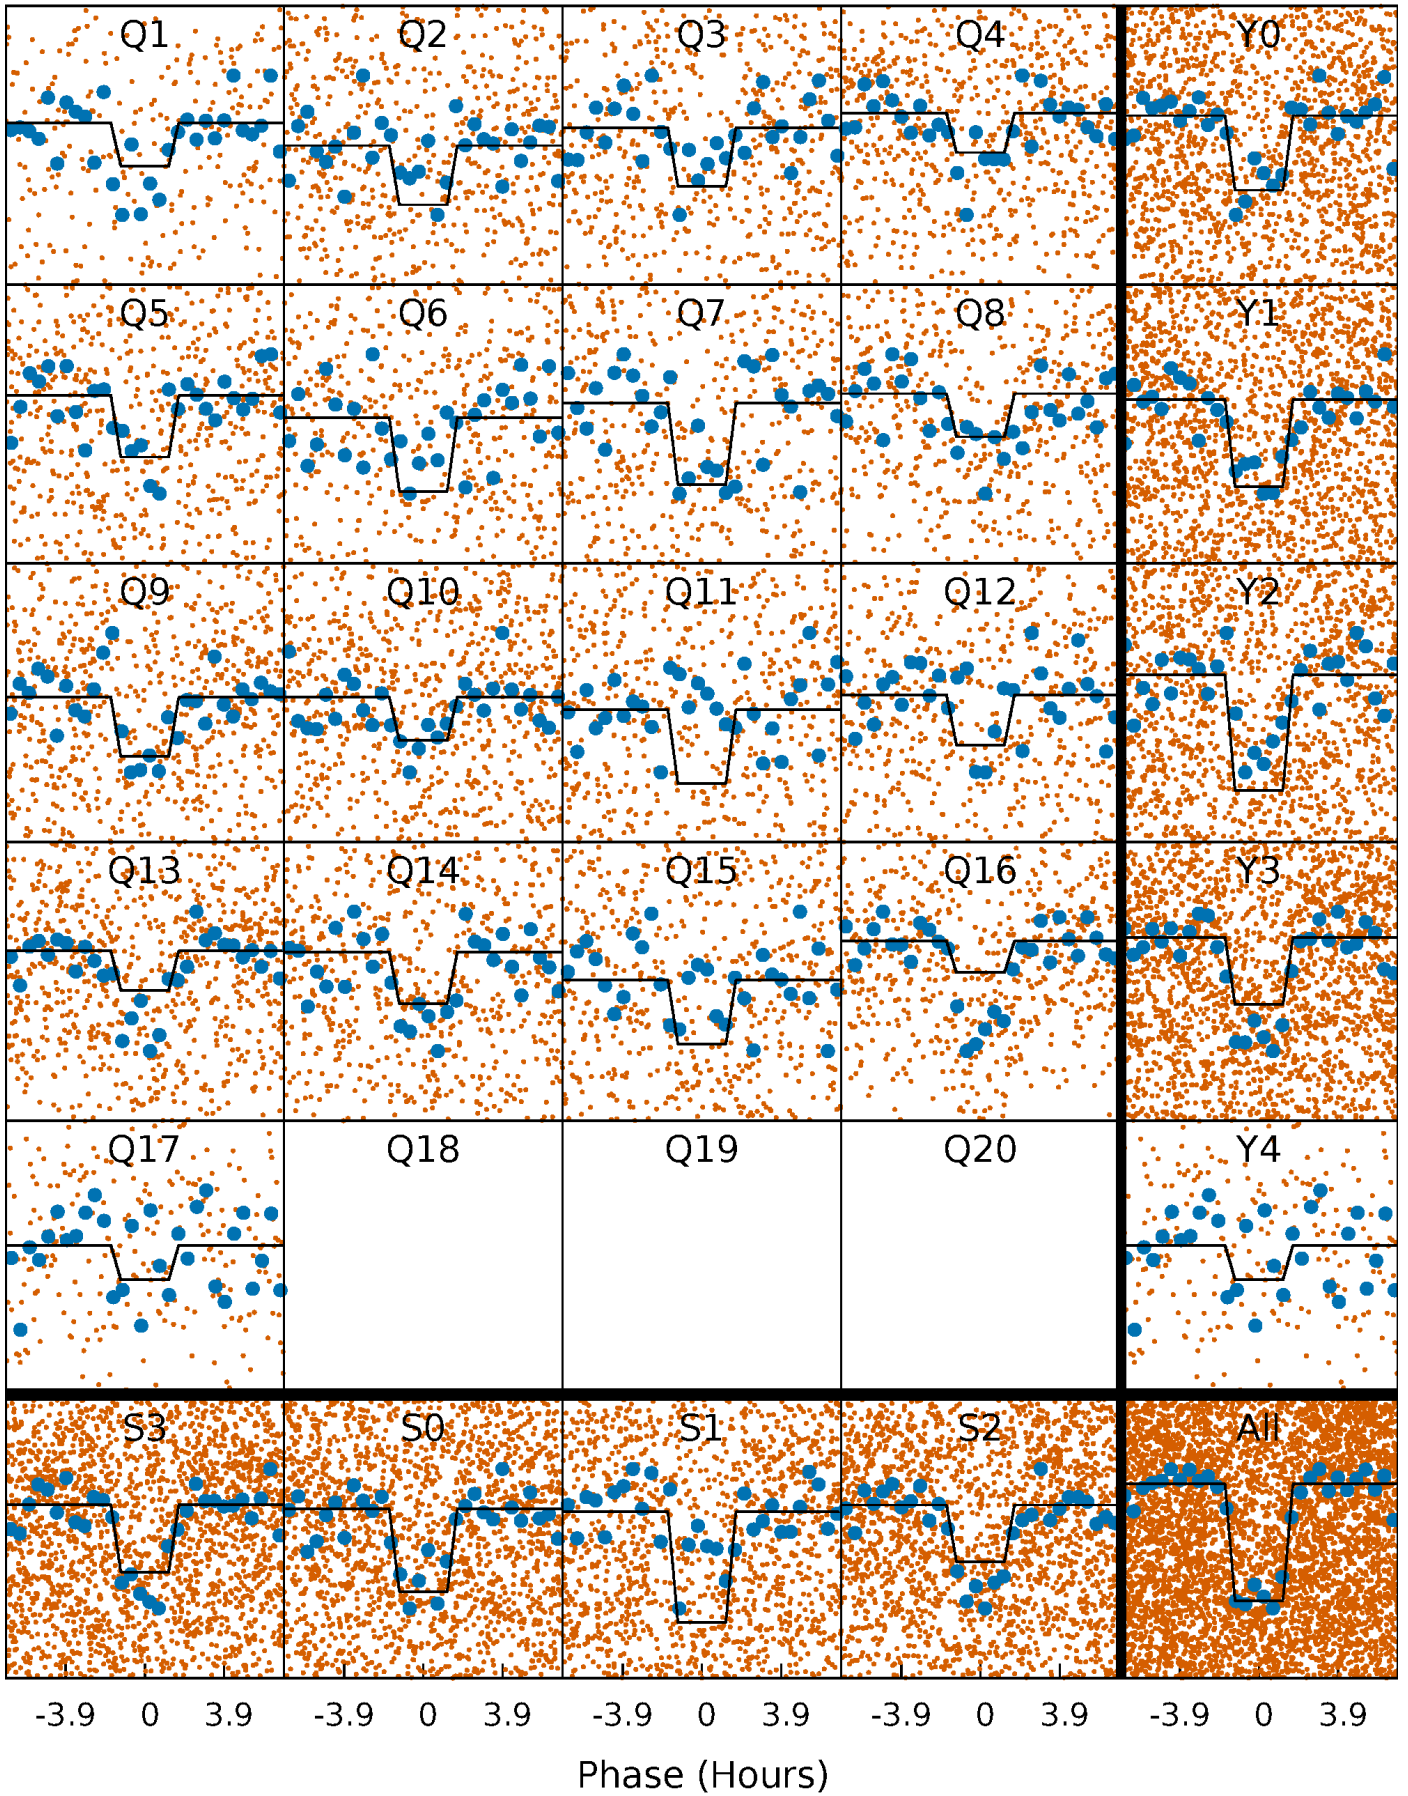 Q1 Q2 Q3 Q4 Y0
Q5 Q6 Q7 Q8 Y1
Q9 Q10 Q11 Q12 Y2
Q13 Q14 Q15 Q16 Y3
Q17 Q18 Q19 Q20 Y4
S3 S0 S1 S2 All
-3.9 0 3.9 -3.9 0 3.9 -3.9 0 3.9 -3.9 0 3.9 -3.9 0 3.9
Phase (Hours)